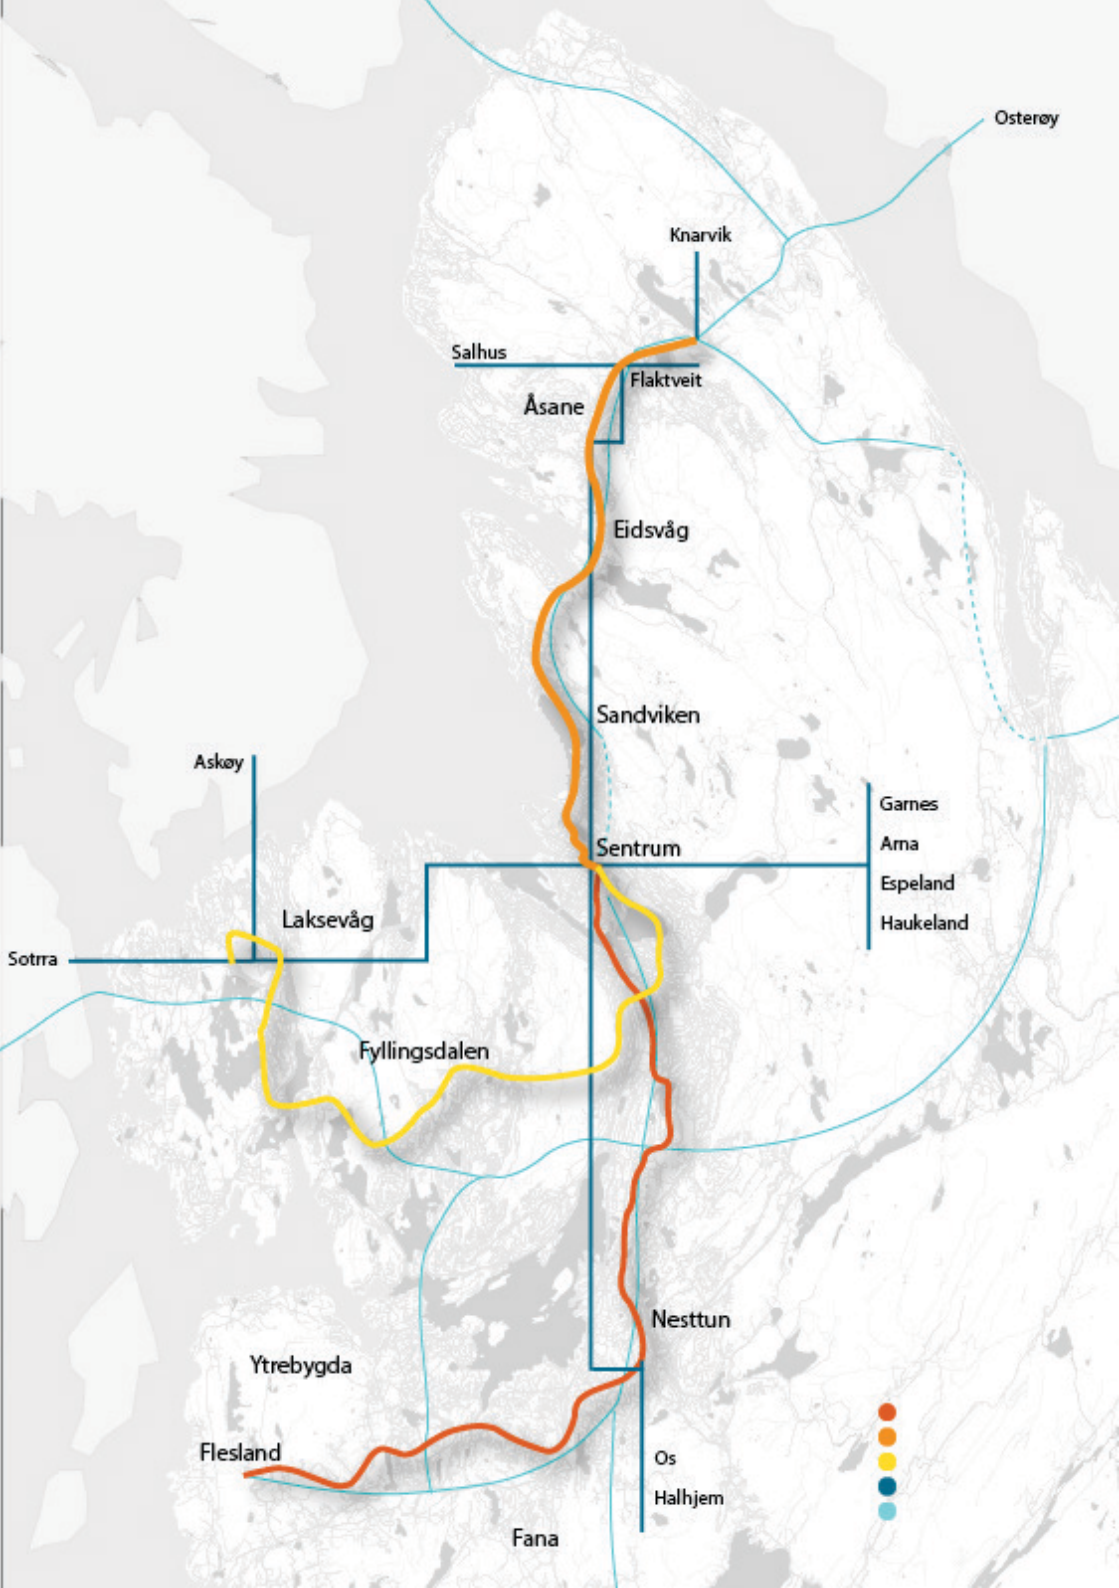 Osterøy
Knarvik
Salhus
Flaktveit
Åsane
Eidsvåg
Sandviken
Askøy
Garnes
Sentrum
Arna
Espeland
Laksevåg
Haukeland
Sotrra
Fyllingsdalen
Nesttun
Ytrebygda
Flesland
Os
Halhjem
Fana